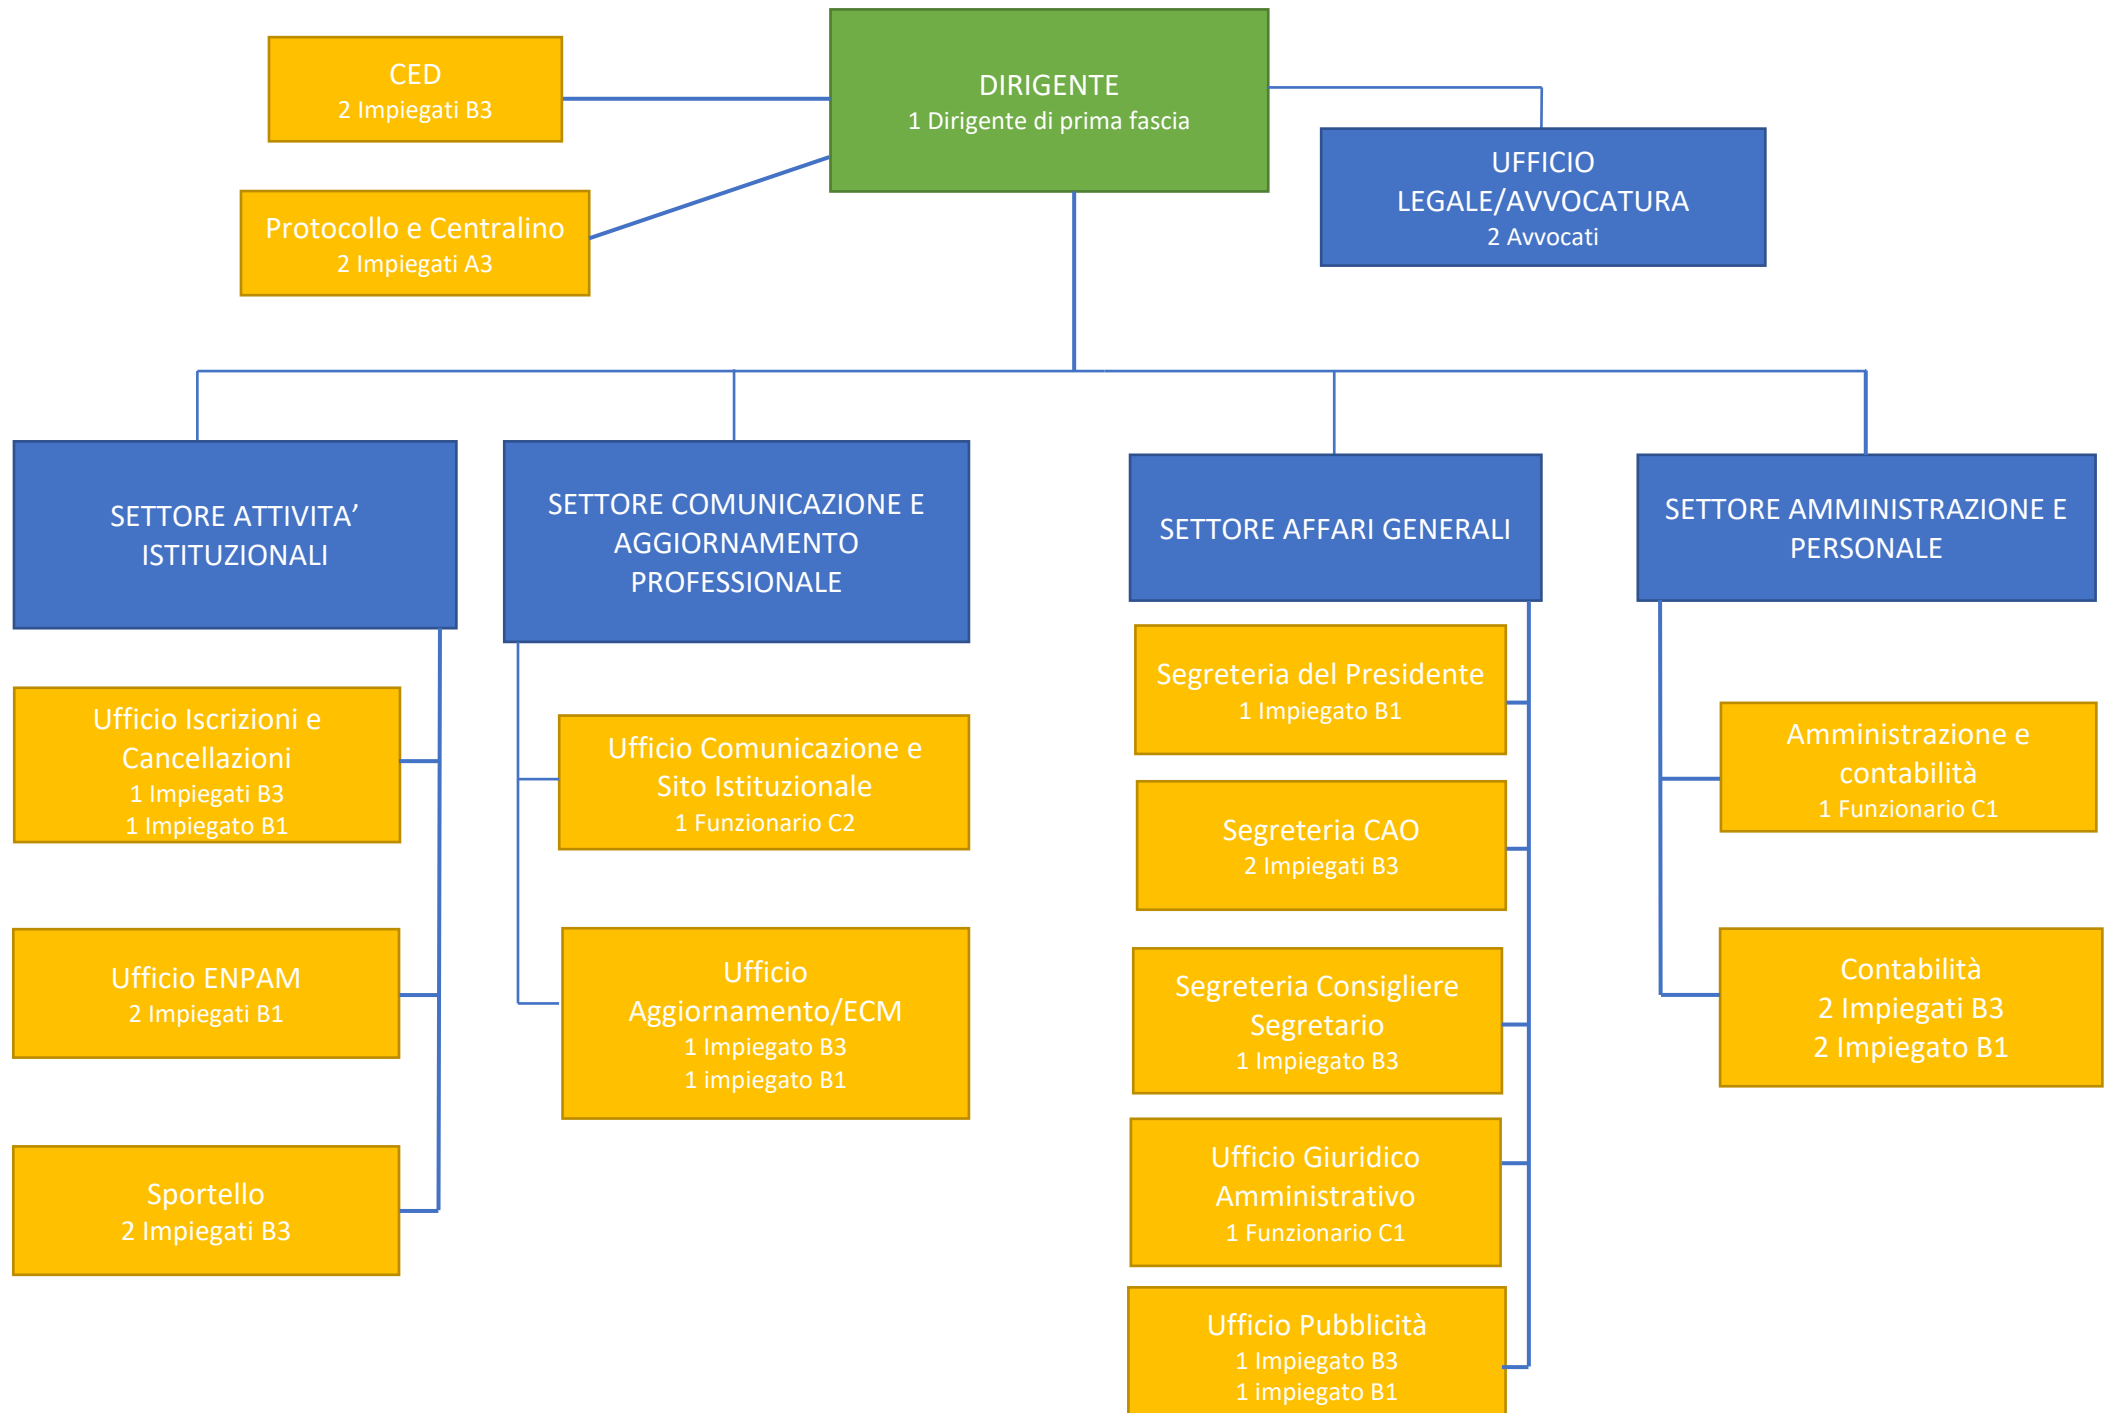 CED
2 Impiegati B3
DIRIGENTE
1 Dirigente di prima fascia
Protocollo e Centralino
2 Impiegati A3
UFFICIO
LEGALE/AVVOCATURA
2 Avvocati
SETTORE ATTIVITA’
ISTITUZIONALI
Ufficio Iscrizioni e
Cancellazioni
1 Impiegati B3
1 Impiegato B1
Ufficio ENPAM
2 Impiegati B1
Sportello
2 Impiegati B3
SETTORE COMUNICAZIONE E
AGGIORNAMENTO
PROFESSIONALE
Ufficio Comunicazione e
Sito Istituzionale
1 Funzionario C2
Ufficio
Aggiornamento/ECM
1 Impiegato B3
1 impiegato B1
SETTORE AFFARI GENERALI
Segreteria del Presidente
1 Impiegato B1
Segreteria CAO
2 Impiegati B3
Segreteria Consigliere
Segretario
1 Impiegato B3
Ufficio Giuridico
Amministrativo
1 Funzionario C1
Ufficio Pubblicità
1 Impiegato B3
1 impiegato B1
SETTORE AMMINISTRAZIONE E
PERSONALE
Amministrazione e
contabilità
1 Funzionario C1
Contabilità
2 Impiegati B3
2 Impiegato B1